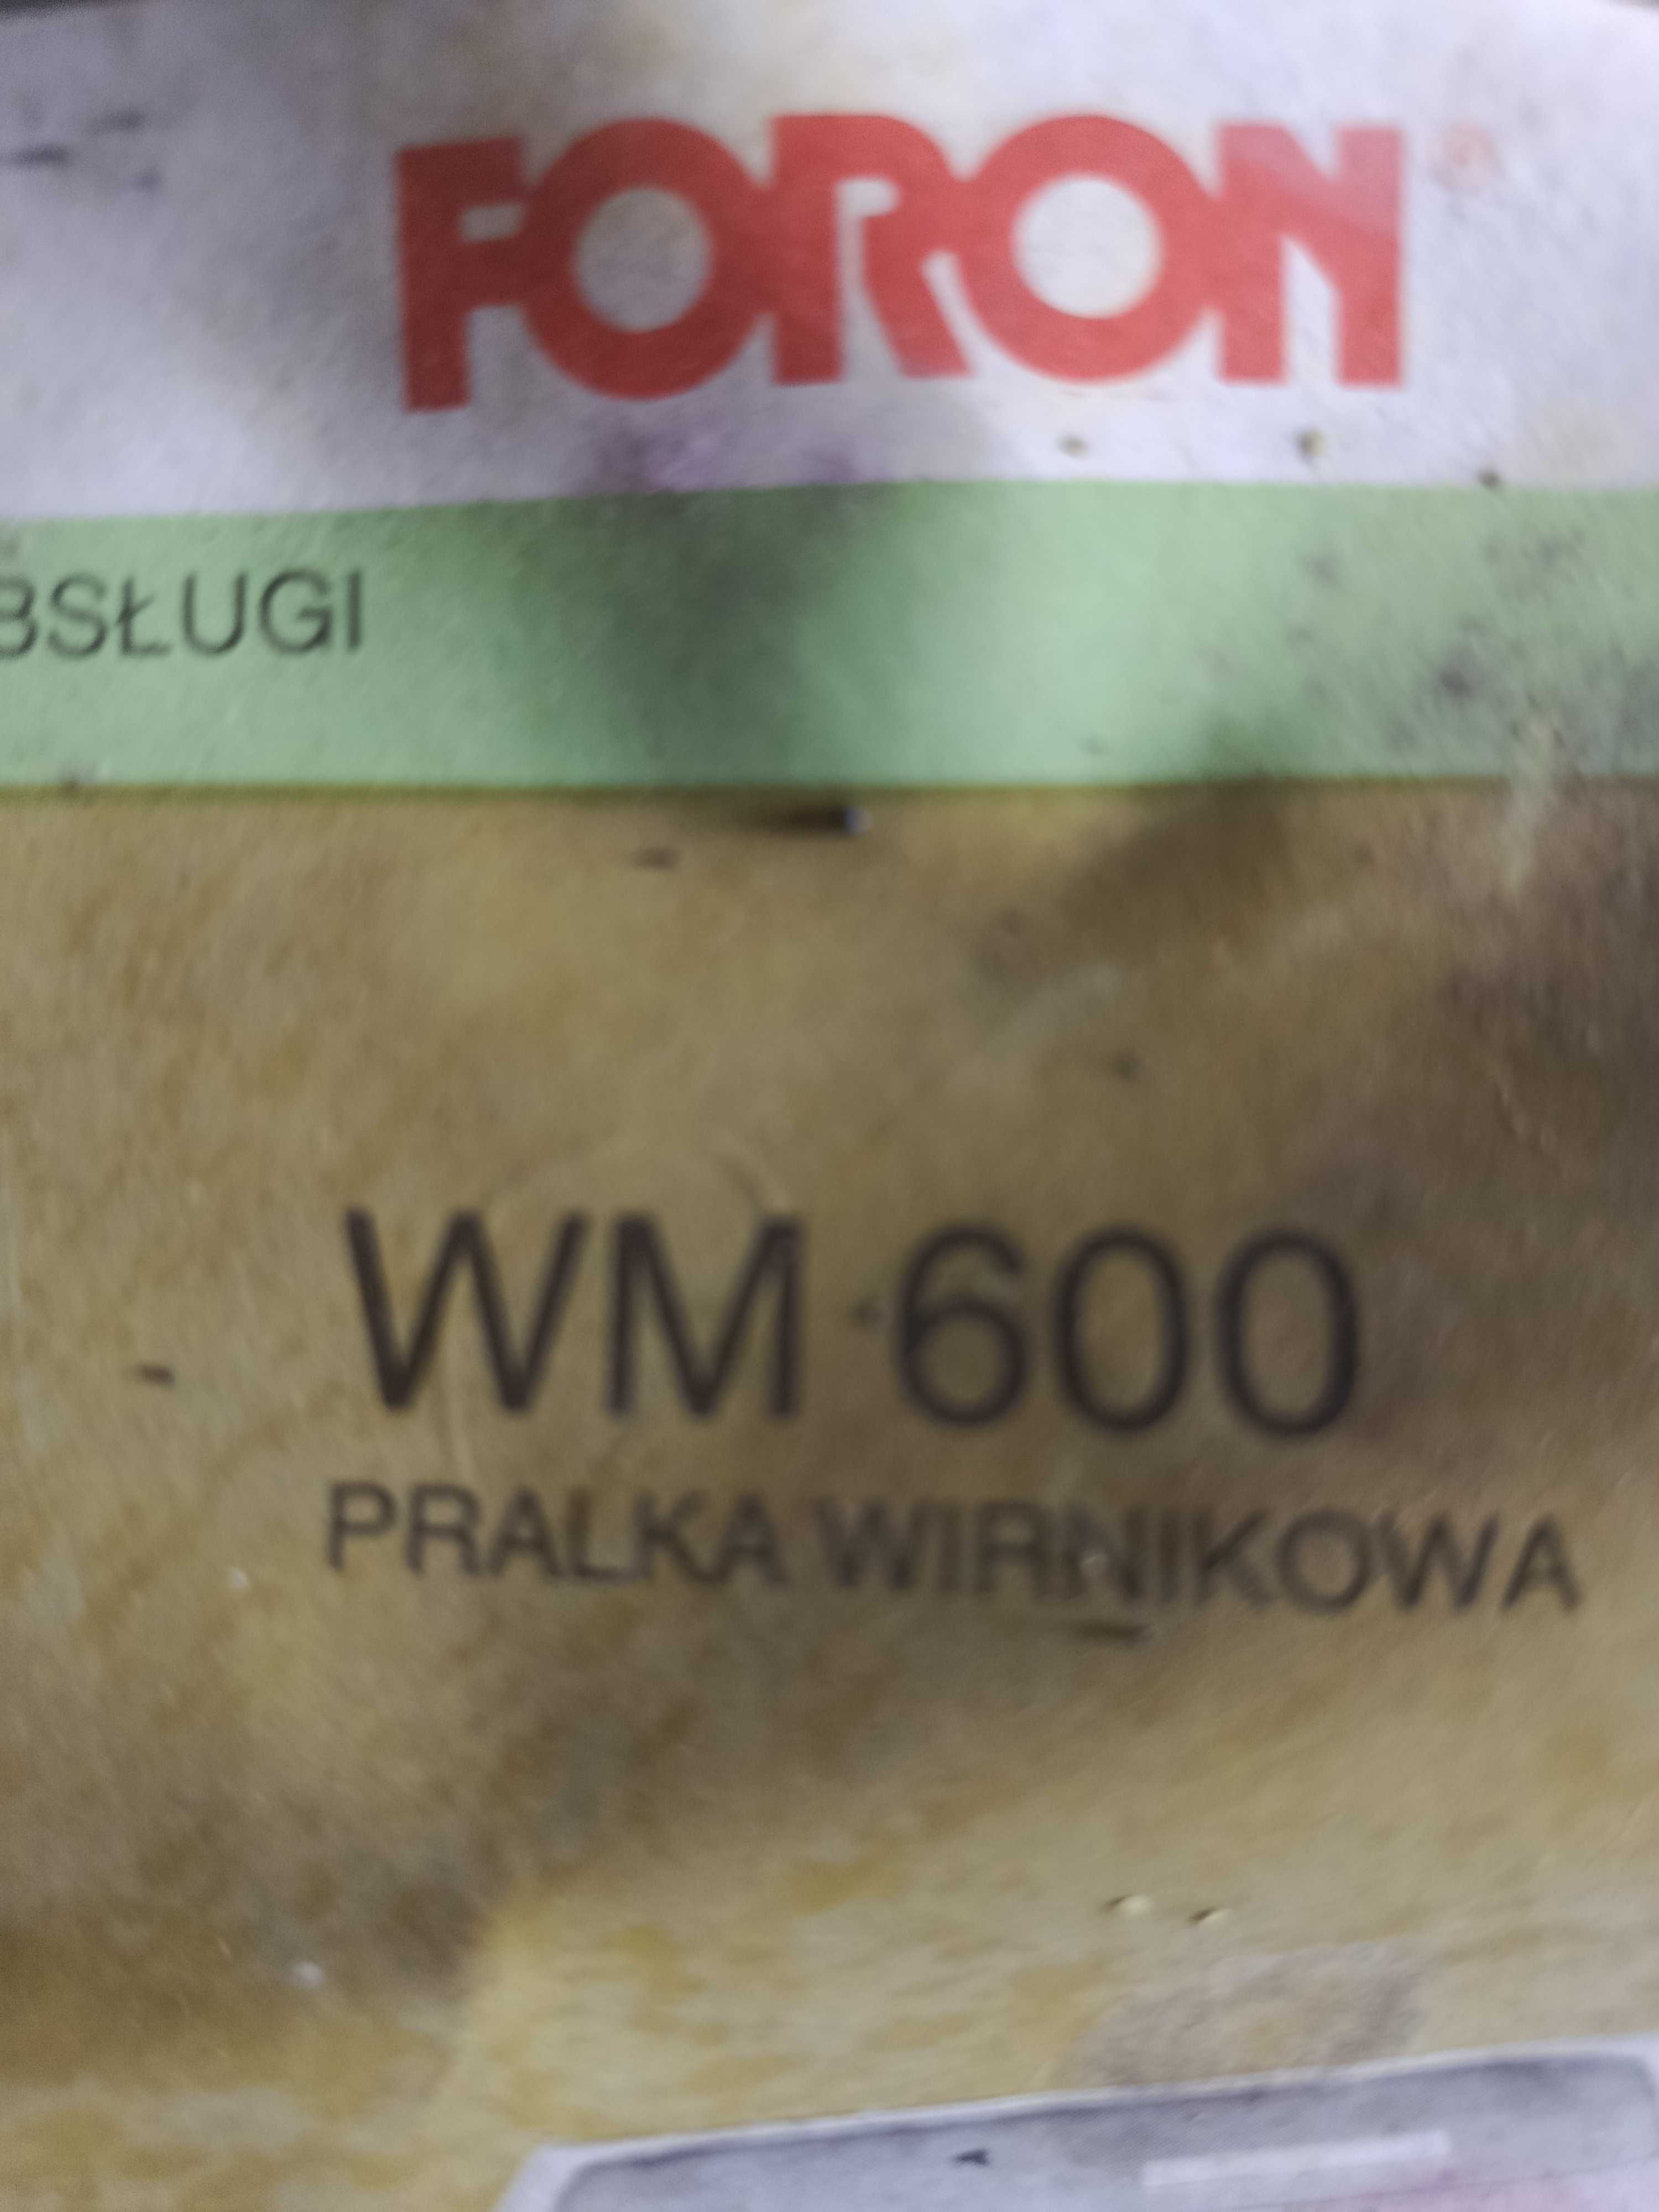 FORON®
BSŁUGI
WM 600
PRALKA WIRNIKOWA